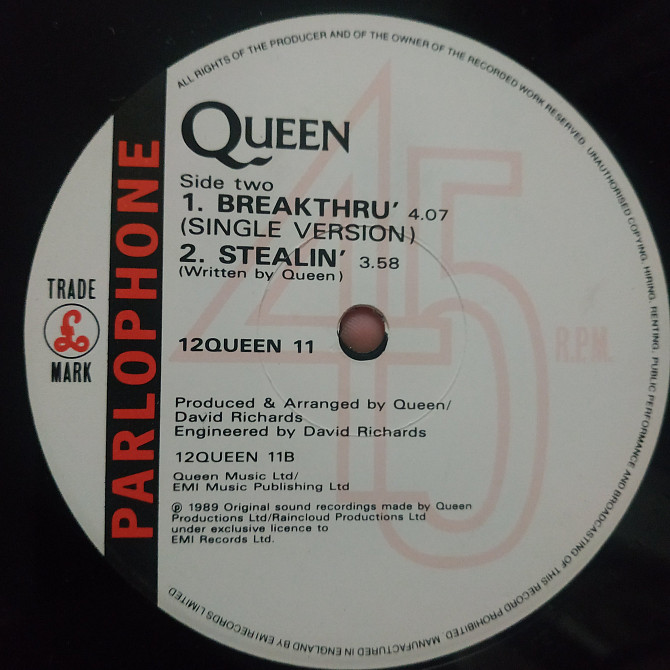 ALL RIGHTS OF THE PRODUCER AND OF THE OWNER OF THE RECORDED WORK RESERVED. UNAUTHORISED COPYING, HIRING, RENTING, PUBLIC PERFORMANCE AND BROADCASTING OF THIS RECORD PROHIBITED. MANUFACTURED IN ENGLAND BY EMI RECORDS LIMITED
PARLOPHONE
TRADE
£
MARK
QUEEN
Side two
1. BREAKTHRU’ 4.07
(SINGLE VERSION)
2. STEALIN’ 3.58
(Written by Queen)
45
R.P.M.
12QUEEN 11
Produced & Arranged by Queen/
David Richards
Engineered by David Richards
12QUEEN 11B
Queen Music Ltd/
EMI Music Publishing Ltd
℗ 1989 Original sound recordings made by Queen
Productions Ltd/Raincloud Productions Ltd
under exclusive licence to
EMI Records Ltd.